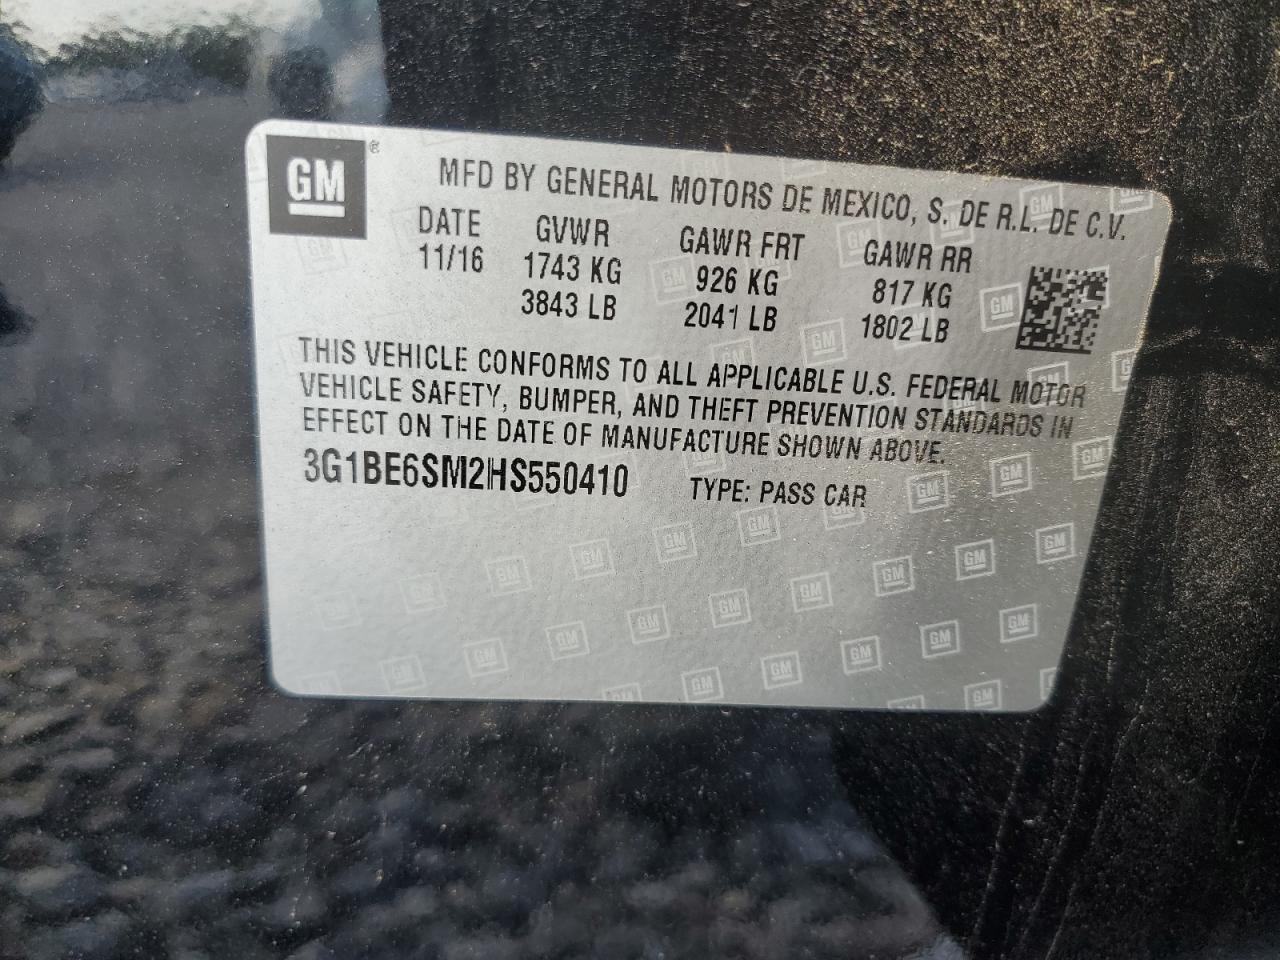 GM ®
MFD BY GENERAL MOTORS DE MEXICO, S. DE R.L. DE C.V.
DATE GVWR GAWR FRT GAWR RR
11/16 1743 KG 926 KG 817 KG
3843 LB 2041 LB 1802 LB
THIS VEHICLE CONFORMS TO ALL APPLICABLE U.S. FEDERAL MOTOR
VEHICLE SAFETY, BUMPER, AND THEFT PREVENTION STANDARDS IN
EFFECT ON THE DATE OF MANUFACTURE SHOWN ABOVE.
3G1BE6SM2HS550410 TYPE: PASS CAR